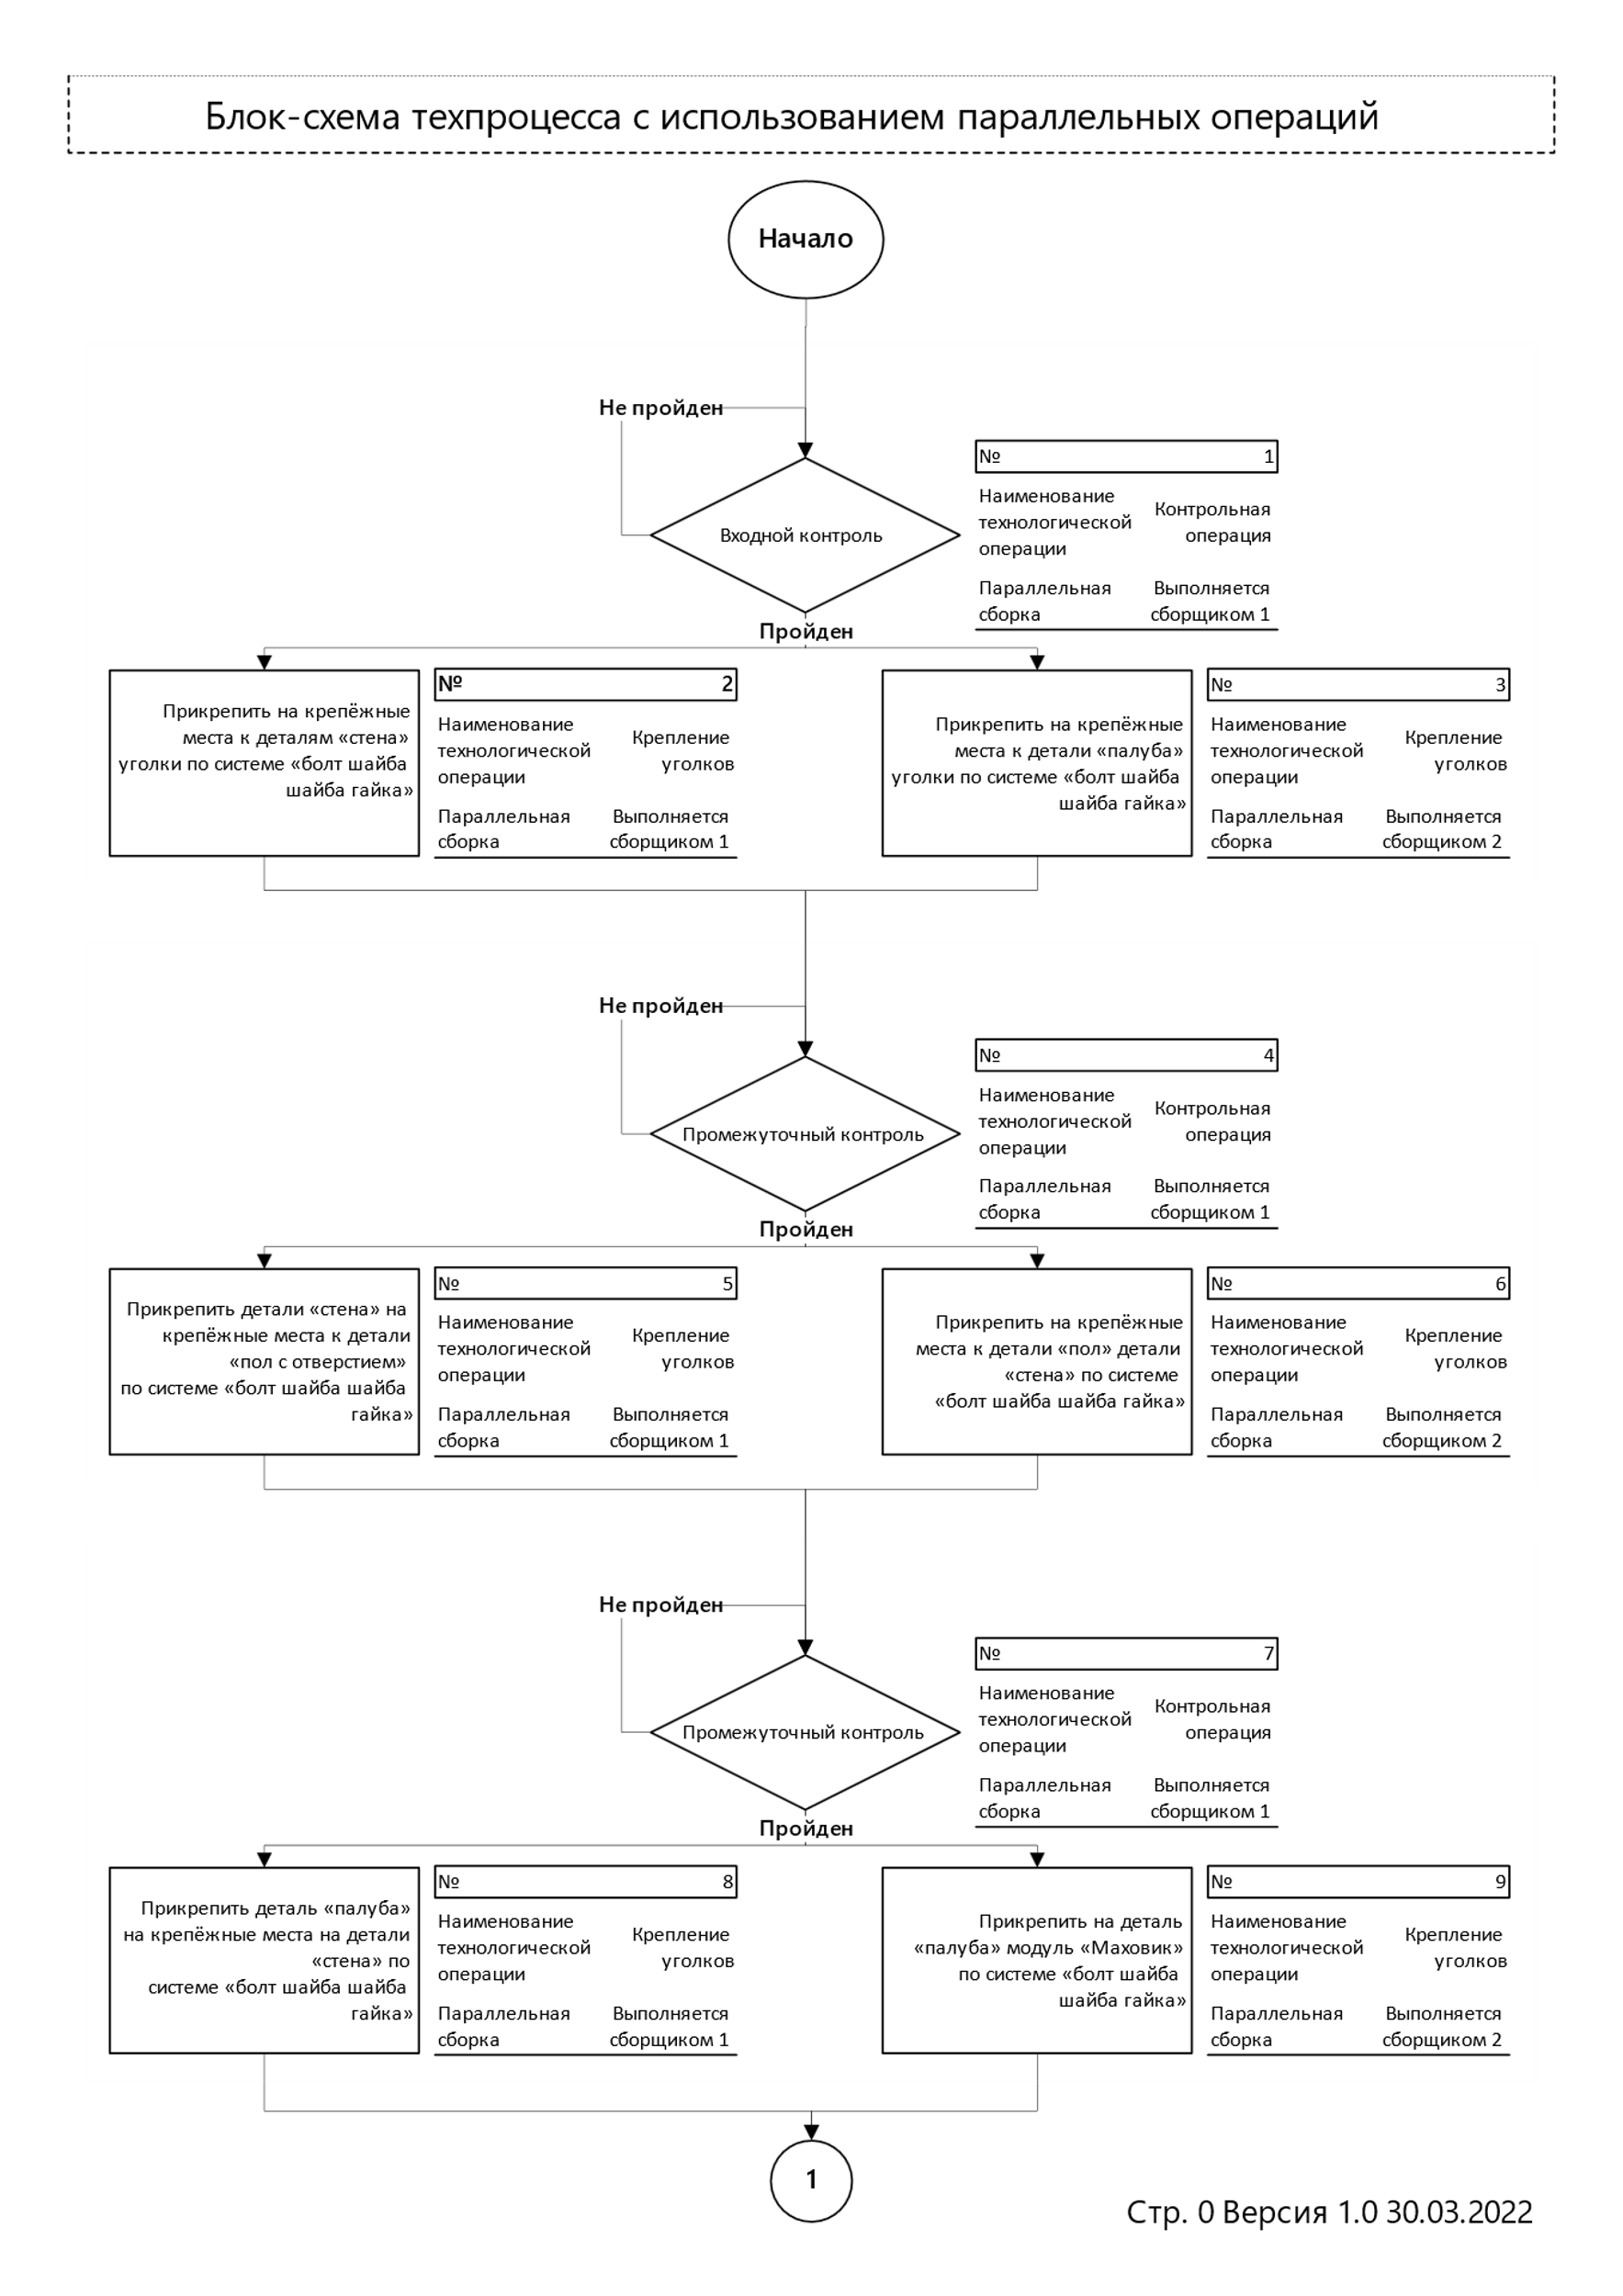 Блок-схема техпроцесса с использованием параллельных операций
Начало
Не пройден
Входной контроль
№ 1
Наименование
технологической
операции
Контрольная
операция
Параллельная
сборка
Выполняется
сборщиком 1
Пройден
Прикрепить на крепёжные
места к деталям «стена»
уголки по системе «болт шайба
шайба гайка»
№ 2
Наименование
технологической
операции
Крепление
уголков
Параллельная
сборка
Выполняется
сборщиком 1
Прикрепить на крепёжные
места к детали «палуба»
уголки по системе «болт шайба
шайба гайка»
№ 3
Наименование
технологической
операции
Крепление
уголков
Параллельная
сборка
Выполняется
сборщиком 2
Не пройден
Промежуточный контроль
№ 4
Наименование
технологической
операции
Контрольная
операция
Параллельная
сборка
Выполняется
сборщиком 1
Пройден
Прикрепить детали «стена» на
крепёжные места к детали
«пол с отверстием»
по системе «болт шайба шайба
гайка»
№ 5
Наименование
технологической
операции
Крепление
уголков
Параллельная
сборка
Выполняется
сборщиком 1
Прикрепить на крепёжные
места к детали «пол» детали
«стена» по системе
«болт шайба шайба гайка»
№ 6
Наименование
технологической
операции
Крепление
уголков
Параллельная
сборка
Выполняется
сборщиком 2
Не пройден
Промежуточный контроль
№ 7
Наименование
технологической
операции
Контрольная
операция
Параллельная
сборка
Выполняется
сборщиком 1
Пройден
Прикрепить деталь «палуба»
на крепёжные места на детали
«стена» по
системе «болт шайба шайба
гайка»
№ 8
Наименование
технологической
операции
Крепление
уголков
Параллельная
сборка
Выполняется
сборщиком 1
Прикрепить на деталь
«палуба» модуль «Маховик»
по системе «болт шайба
шайба гайка»
№ 9
Наименование
технологической
операции
Крепление
уголков
Параллельная
сборка
Выполняется
сборщиком 2
1
Стр. 0 Версия 1.0 30.03.2022